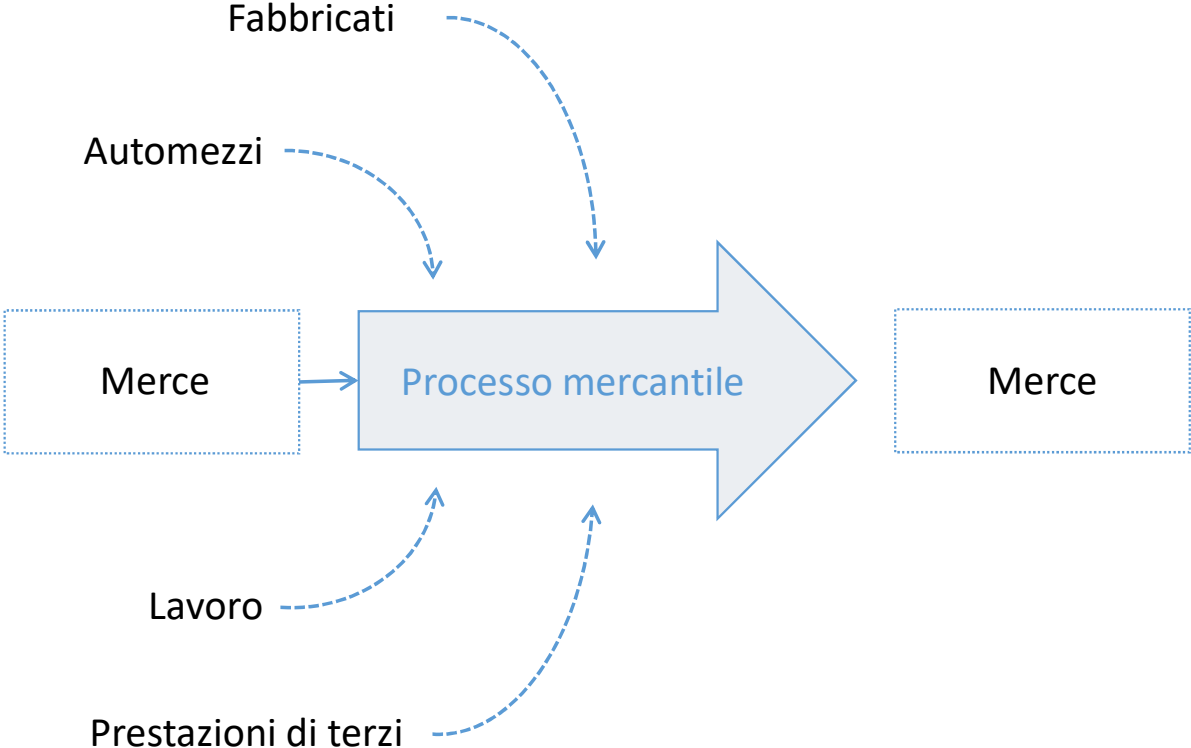 Fabbricati
Automezzi
Merce
Processo mercantile
Merce
Lavoro
Prestazioni di terzi